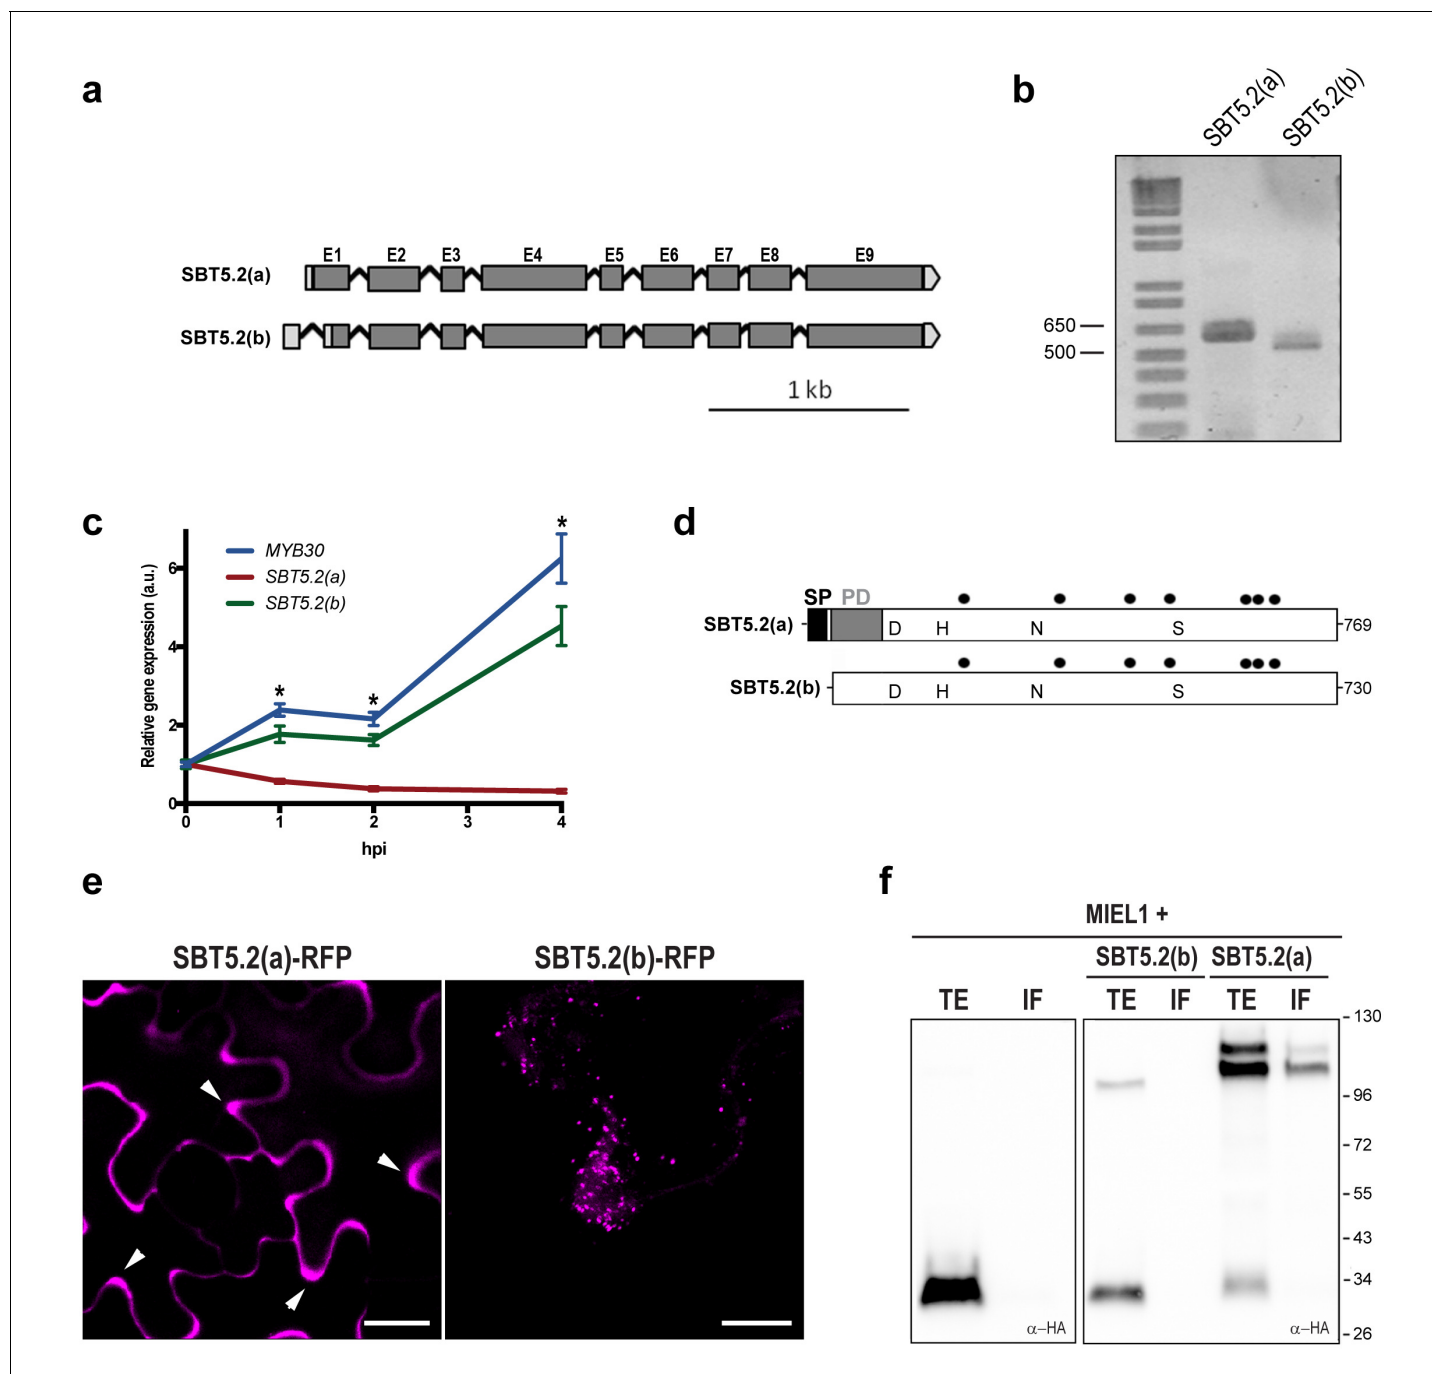 a
E1 E2 E3 E4 E5 E6 E7 E8 E9
SBT5.2(a)
SBT5.2(b)
1 kb
b
SBT5.2(a) SBT5.2(b)
650
500
c
Relative gene expression (a.u.)
MYB30
SBT5.2(a)
SBT5.2(b)
* * *
6
4
2
0
0 1 2 3 4
hpi
d
SP PD
SBT5.2(a) D H N S 769
SBT5.2(b) D H N S 730
e
SBT5.2(a)-RFP SBT5.2(b)-RFP
f
MIEL1 +
SBT5.2(b) SBT5.2(a)
TE IF TE IF TE IF
- 130
- 96
- 72
- 55
- 43
- 34
- 26
α–HA α–HA